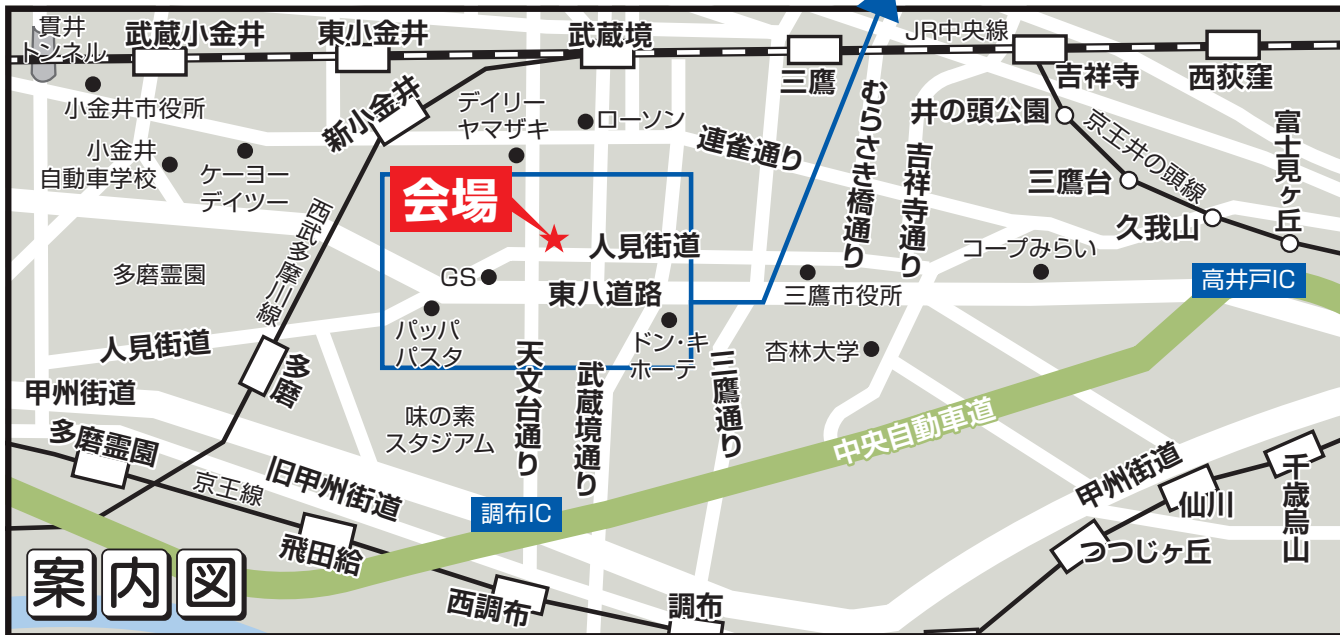 貫井
トンネル
武蔵小金井
東小金井
武蔵境
三鷹
JR中央線
吉祥寺
西荻窪
小金井市役所
新小金井
デイリー
ヤマザキ
ローソン
連雀通り
むらさき橋通り
吉祥寺通り
井の頭公園
京王井の頭線
富士見ヶ丘
小金井
自動車学校
ケーヨー
デイツー
西武多摩川線
会場
三鷹台
久我山
人見街道
コープみらい
多磨霊園
GS
東八道路
三鷹市役所
高井戸IC
パッパ
パスタ
ドン・キ
ホーテ
杏林大学
人見街道
多磨
天文台通り
武蔵境通り
三鷹通り
甲州街道
味の素
スタジアム
多磨霊園
京王線
旧甲州街道
中央自動車道
甲州街道
調布IC
仙川
千歳烏山
飛田給
つつじヶ丘
西調布
調布
案内図